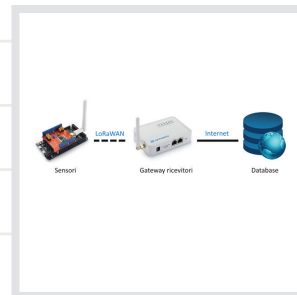 LoRaWAN
Internet
Sensori
Gateway ricevitori
Database